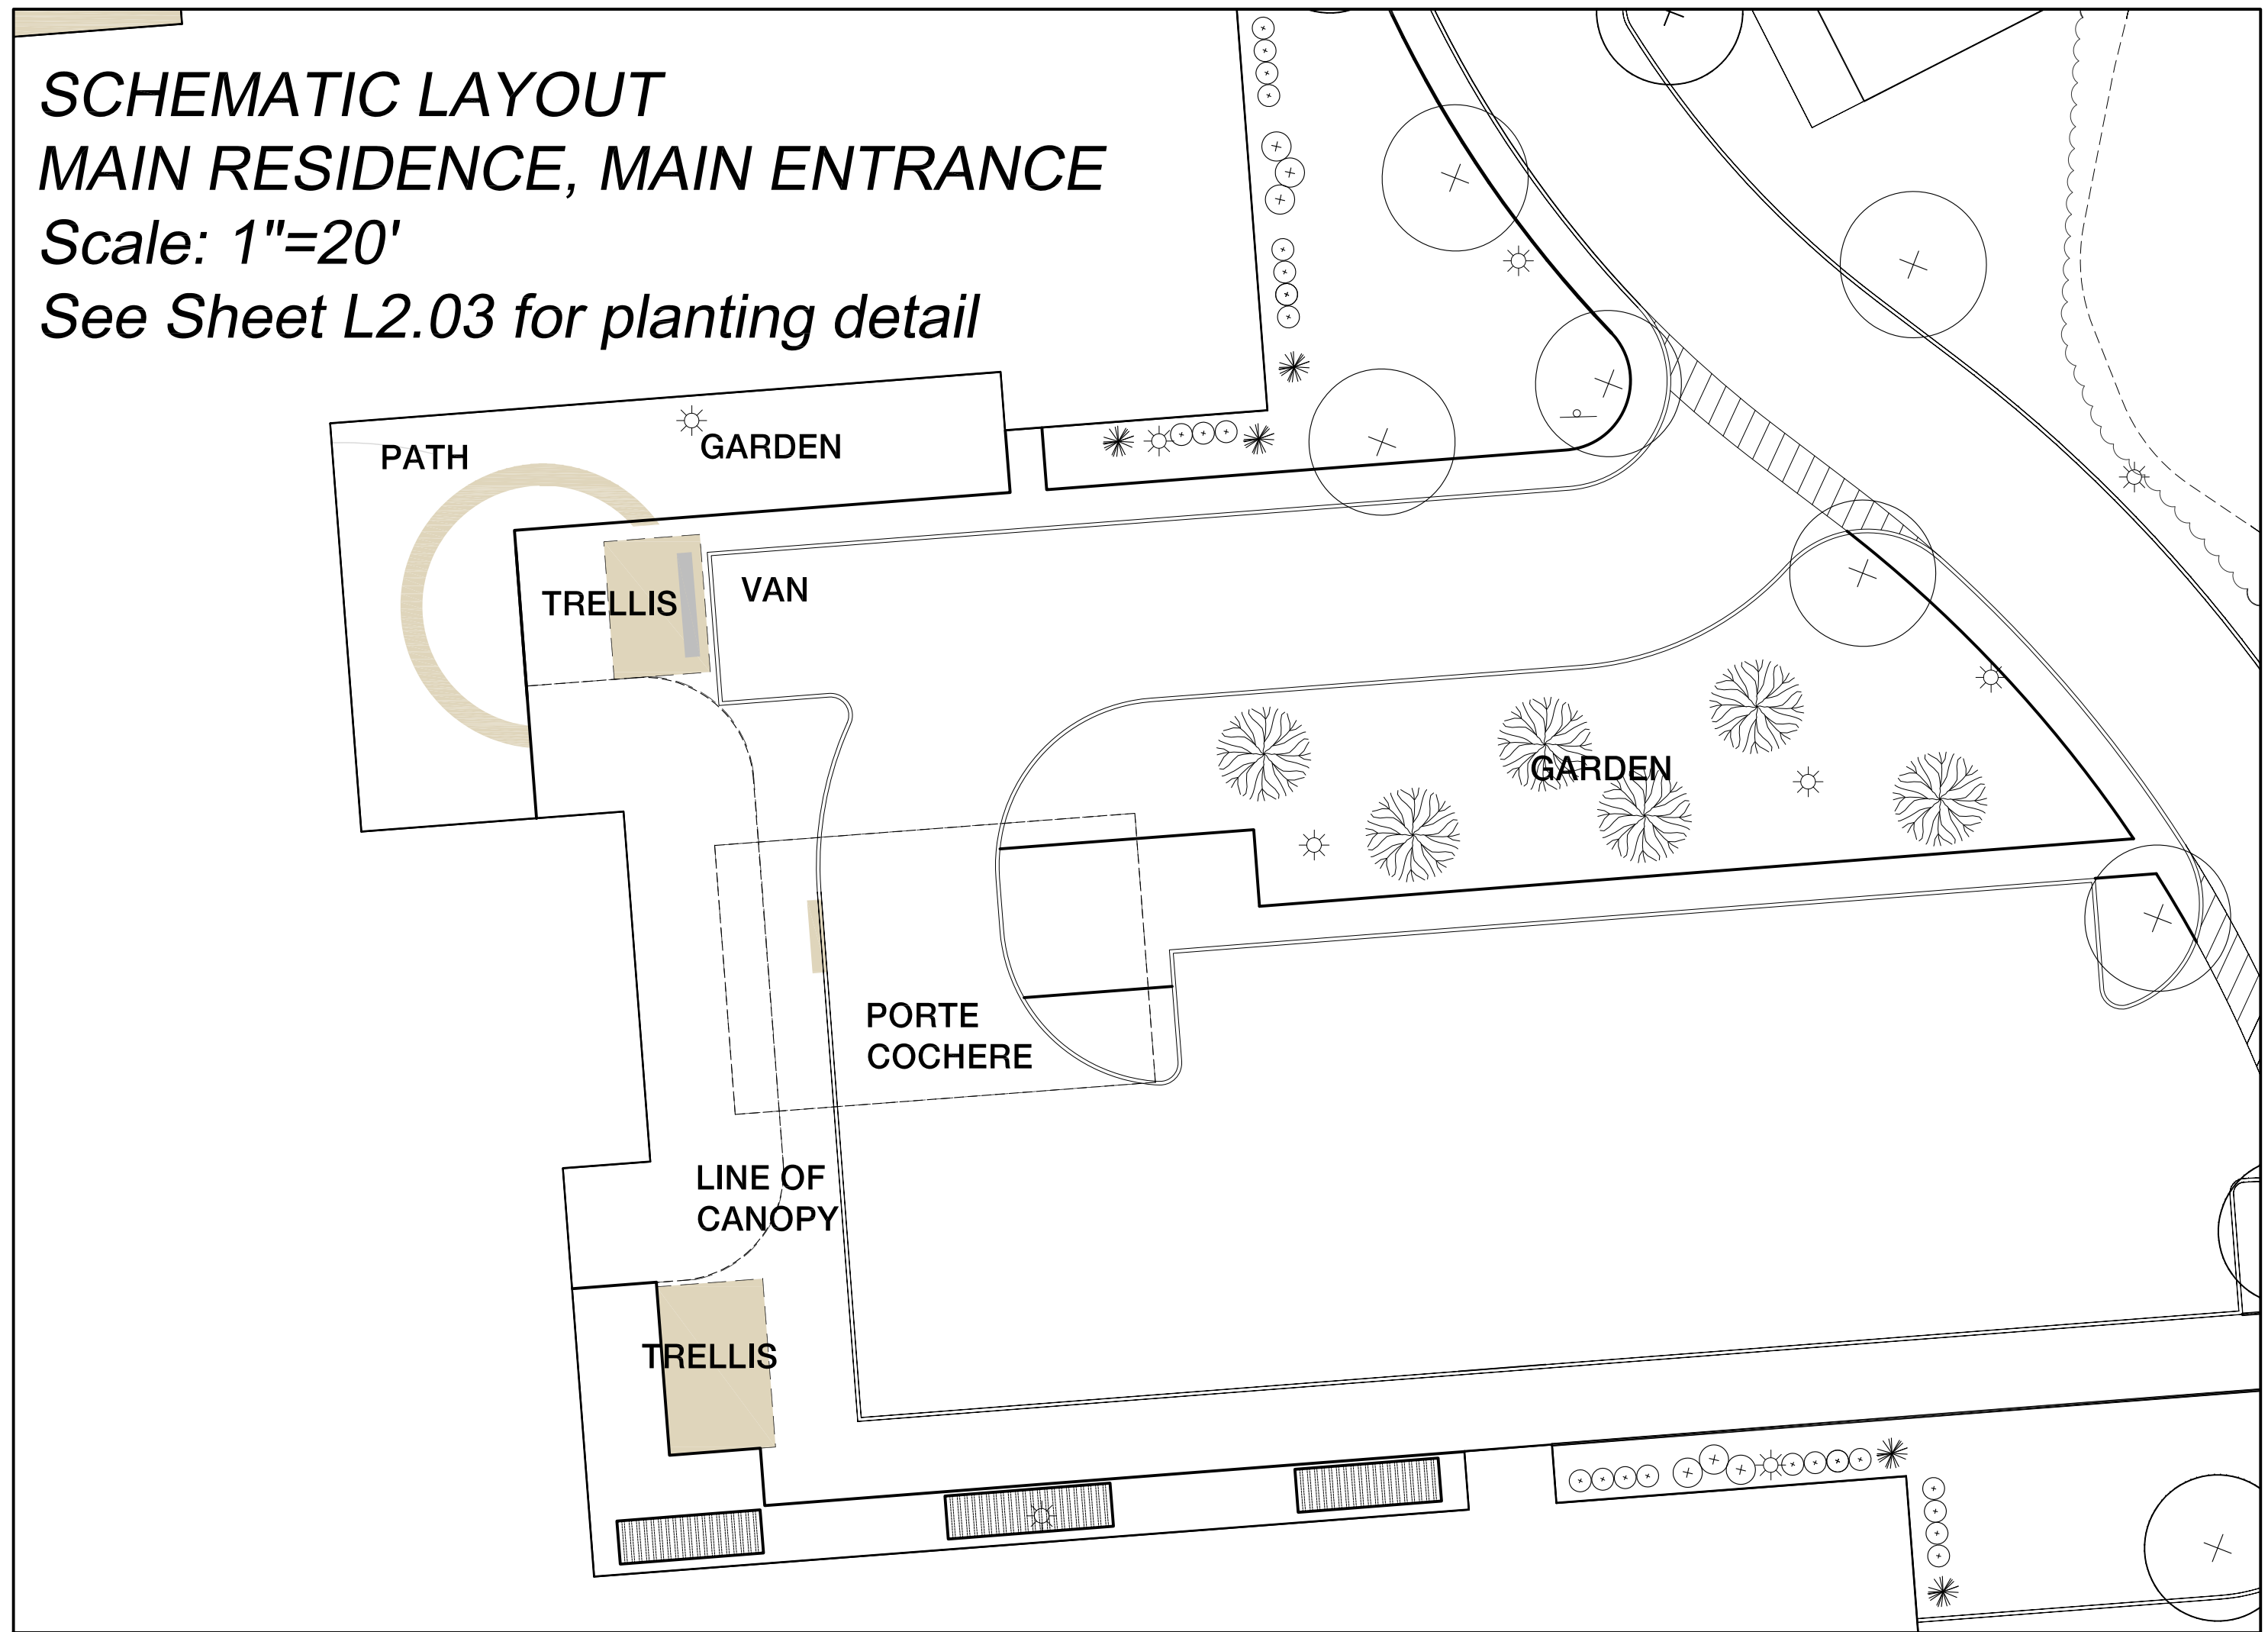 SCHEMATIC LAYOUT
MAIN RESIDENCE, MAIN ENTRANCE
Scale: 1"=20'
See Sheet L2.03 for planting detail
PATH
GARDEN
TRELLIS
VAN
GARDEN
PORTE
COCHERE
LINE OF
CANOPY
TRELLIS